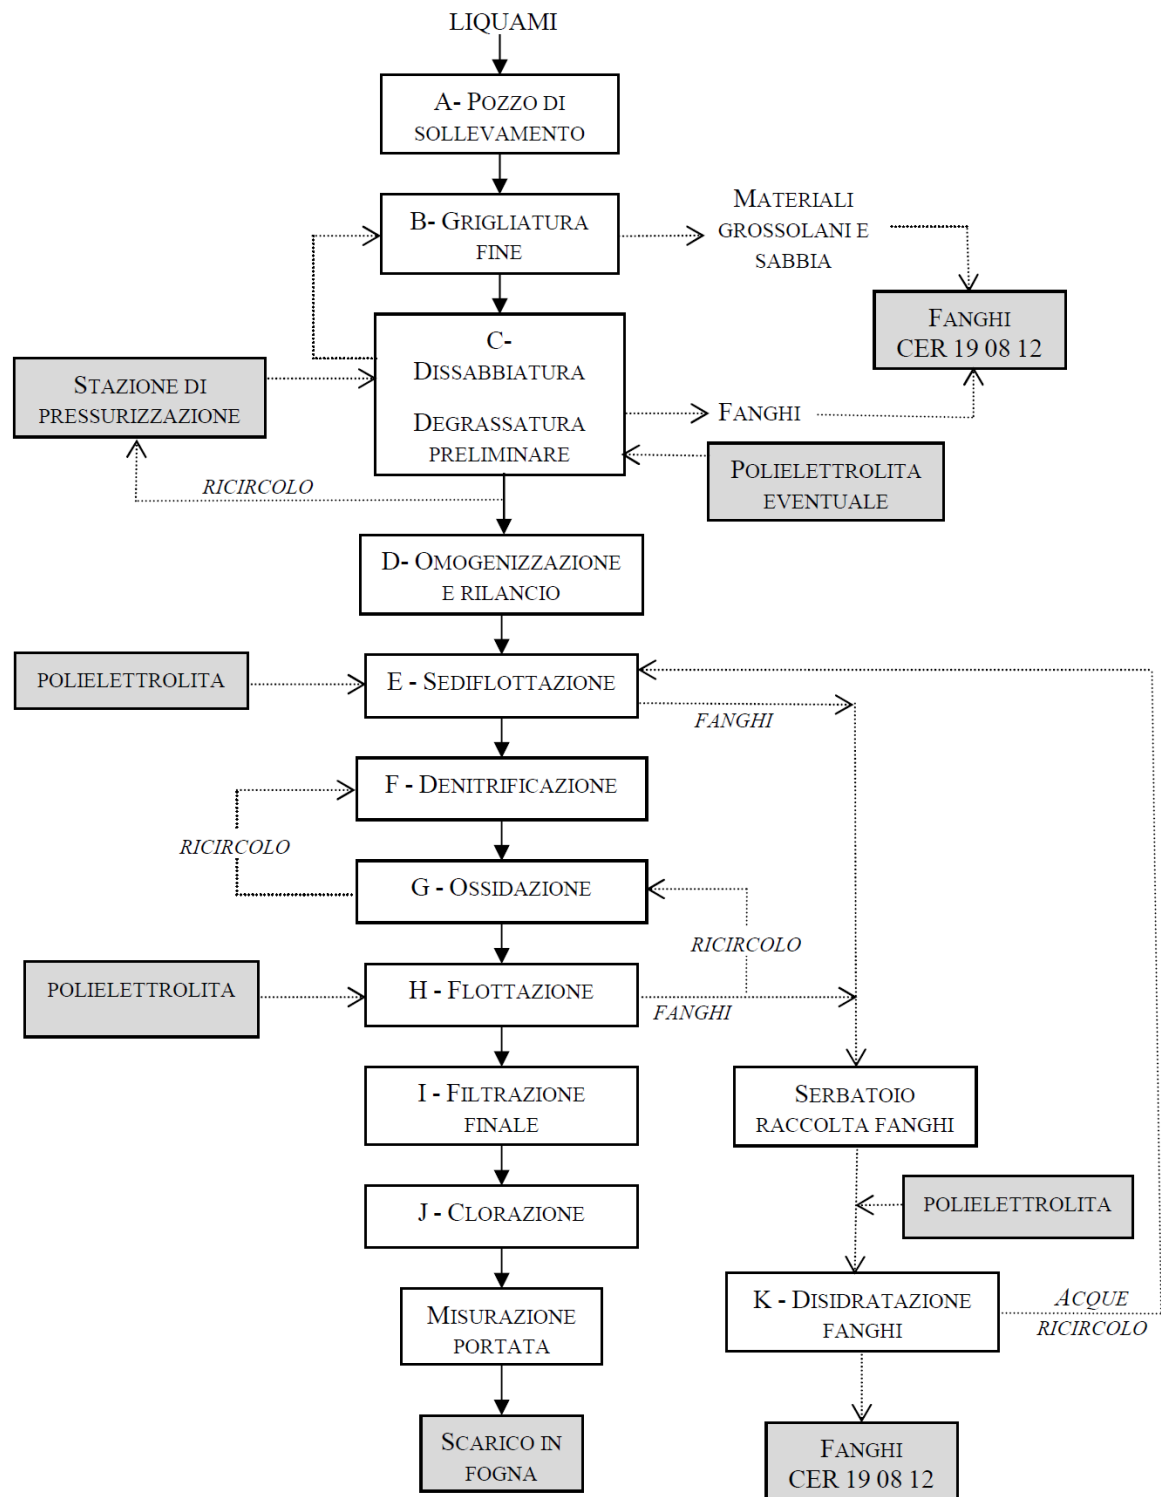 LIQUAMI
A- POZZO DI
SOLLEVAMENTO
B- GRIGLIATURA
FINE
MATERIALI
GROSSOLANI E
SABBIA
FANGHI
CER 19 08 12
C-
DISSABBIATURA
DEGRASSATURA
PRELIMINARE
STAZIONE DI
PRESSURIZZAZIONE
FANGHI
POLIELETTROLITA
EVENTUALE
RICIRCOLO
D- OMOGENIZZAZIONE
E RILANCIO
POLIELETTROLITA
E - SEDIFLOTTAZIONE
FANGHI
F - DENITRIFICAZIONE
RICIRCOLO
G - OSSIDAZIONE
RICIRCOLO
POLIELETTROLITA
H - FLOTTAZIONE
FANGHI
I - FILTRAZIONE
FINALE
SERBATOIO
RACCOLTA FANGHI
J - CLORAZIONE
POLIELETTROLITA
MISURAZIONE
PORTATA
K - DISIDRATAZIONE
FANGHI
ACQUE
RICIRCOLO
SCARICO IN
FOGNA
FANGHI
CER 19 08 12